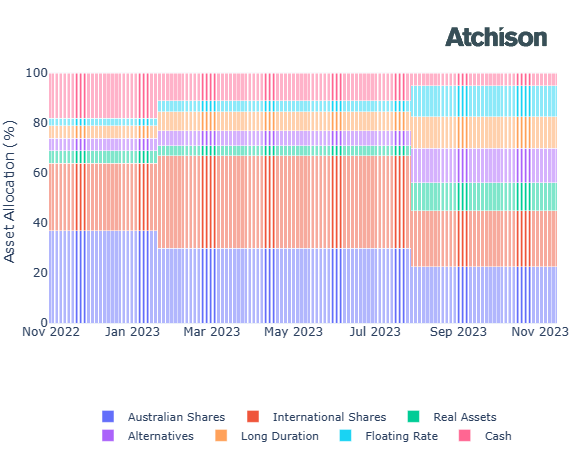 Atchison
Asset Allocation (%)
100
80
60
40
20
0
Nov 2022 Jan 2023 Mar 2023 May 2023 Jul 2023 Sep 2023 Nov 2023
Australian Shares International Shares Real Assets
Alternatives Long Duration Floating Rate Cash